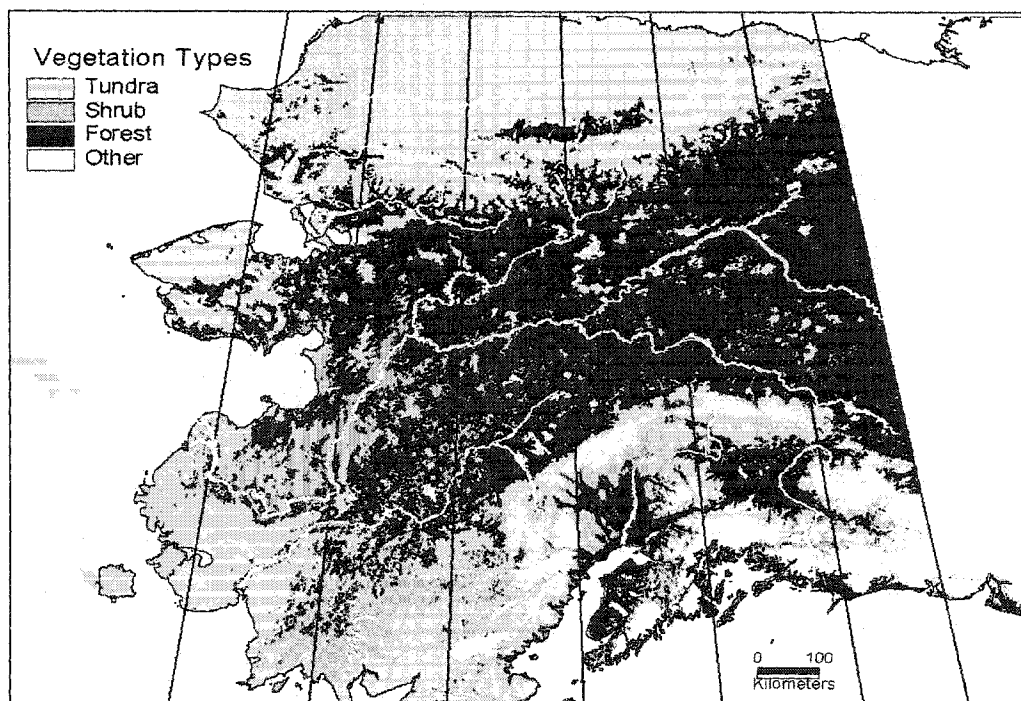 Vegetation Types
Tundra
Shrub
Forest
Other
0 100
Kilometers